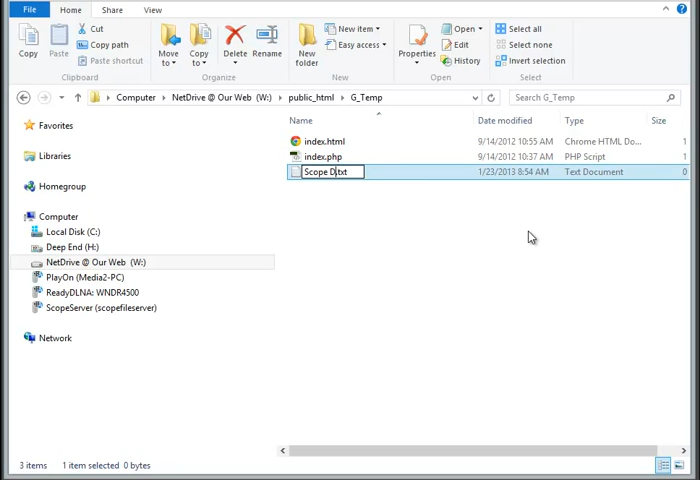 File Home Share View
Copy Paste Cut Copy path Paste shortcut Move to Copy to Delete Rename New folder New item Easy access Properties Open Edit History Select all Select none Invert selection
Clipboard Organize New Open Select
Computer NetDrive @ Our Web (W:) public_html G_Temp Search G_Temp
Favorites
Libraries
Homegroup
Computer
Local Disk (C:)
Deep End (H:)
NetDrive @ Our Web (W:)
PlayOn (Media2-PC)
ReadyDLNA: WNDR4500
ScopeServer (scopefileserver)
Network
Name Date modified Type Size
index.html 9/14/2012 10:55 AM Chrome HTML Do... 1
index.php 9/14/2012 10:37 AM PHP Script 1
Scope D.txt 1/23/2013 8:54 AM Text Document 0
3 items 1 item selected 0 bytes